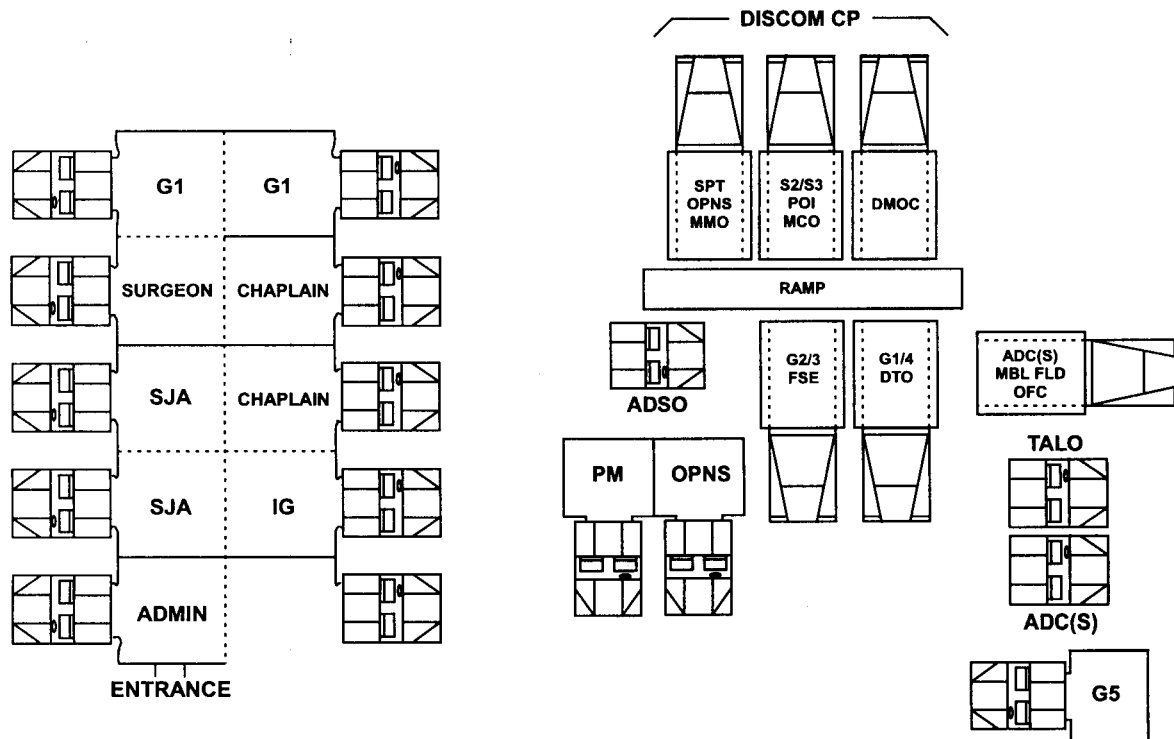 DISCOM CP
G1
G1
SURGEON
CHAPLAIN
SJA
CHAPLAIN
SJA
IG
ADMIN
ENTRANCE
SPT
OPNS
MMO
S2/S3
POI
MCO
DMOC
RAMP
ADSO
G2/3
FSE
G1/4
DTO
ADC(S)
MBL FLD
OFC
PM
OPNS
TALO
ADC(S)
G5